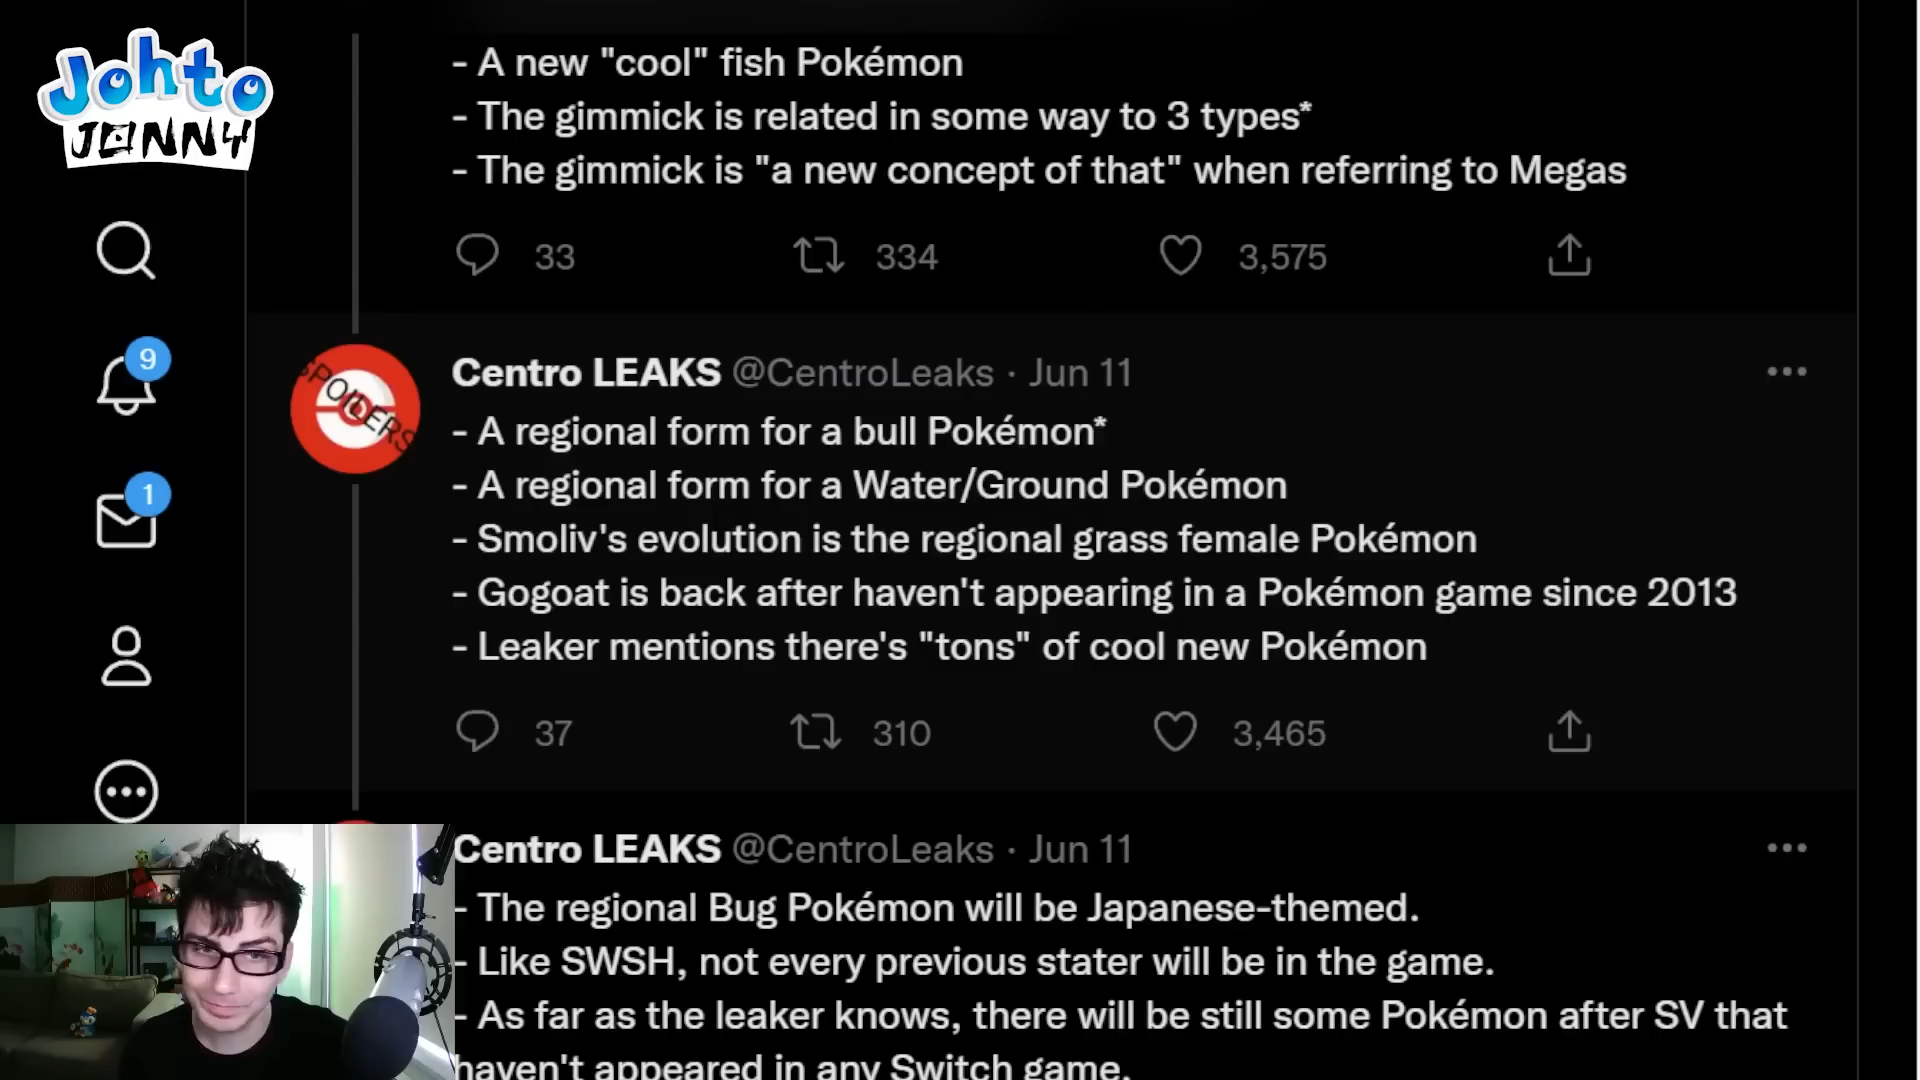 Johto
JONNY
- A new "cool" fish Pokémon
- The gimmick is related in some way to 3 types*
- The gimmick is "a new concept of that" when referring to Megas
33 334 3,575
9
Centro LEAKS @CentroLeaks · Jun 11
SPOILERS
- A regional form for a bull Pokémon*
- A regional form for a Water/Ground Pokémon
1
- Smoliv's evolution is the regional grass female Pokémon
- Gogoat is back after haven't appearing in a Pokémon game since 2013
- Leaker mentions there's "tons" of cool new Pokémon
37 310 3,465
Centro LEAKS @CentroLeaks · Jun 11
- The regional Bug Pokémon will be Japanese-themed.
- Like SWSH, not every previous stater will be in the game.
- As far as the leaker knows, there will be still some Pokémon after SV that
haven't appeared in any Switch game.